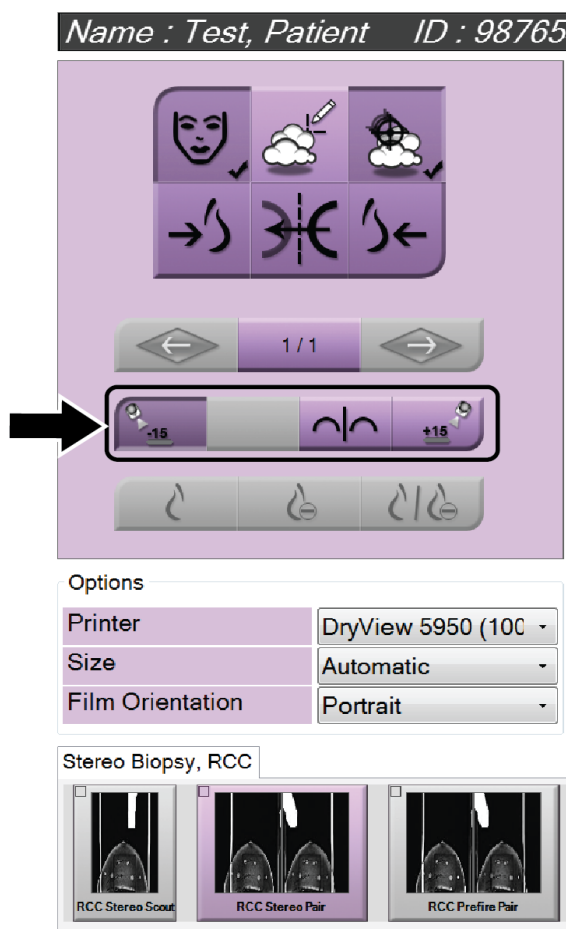 Name : Test, Patient ID : 98765
1 / 1
-15 +15
Options
Printer DryView 5950 (100
Size Automatic
Film Orientation Portrait
Stereo Biopsy, RCC
RCC Stereo Scout RCC Stereo Pair RCC Prefire Pair